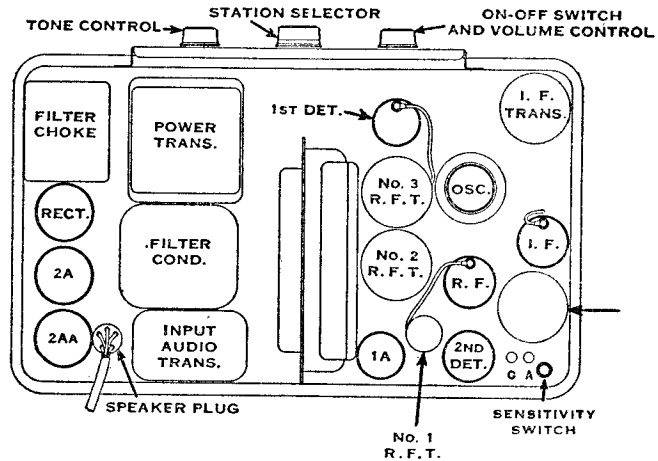 STATION SELECTOR
TONE CONTROL
ON-OFF SWITCH
AND VOLUME CONTROL
FILTER
CHOKE
POWER
TRANS.
1ST DET.
I. F.
TRANS.
No. 3
R. F. T.
OSC.
RECT.
.FILTER
COND.
I. F.
2A
No. 2
R. F. T.
R. F.
2AA
INPUT
AUDIO
TRANS.
1A
2ND
DET.
G A
SPEAKER PLUG
SENSITIVITY
SWITCH
No. 1
R. F. T.